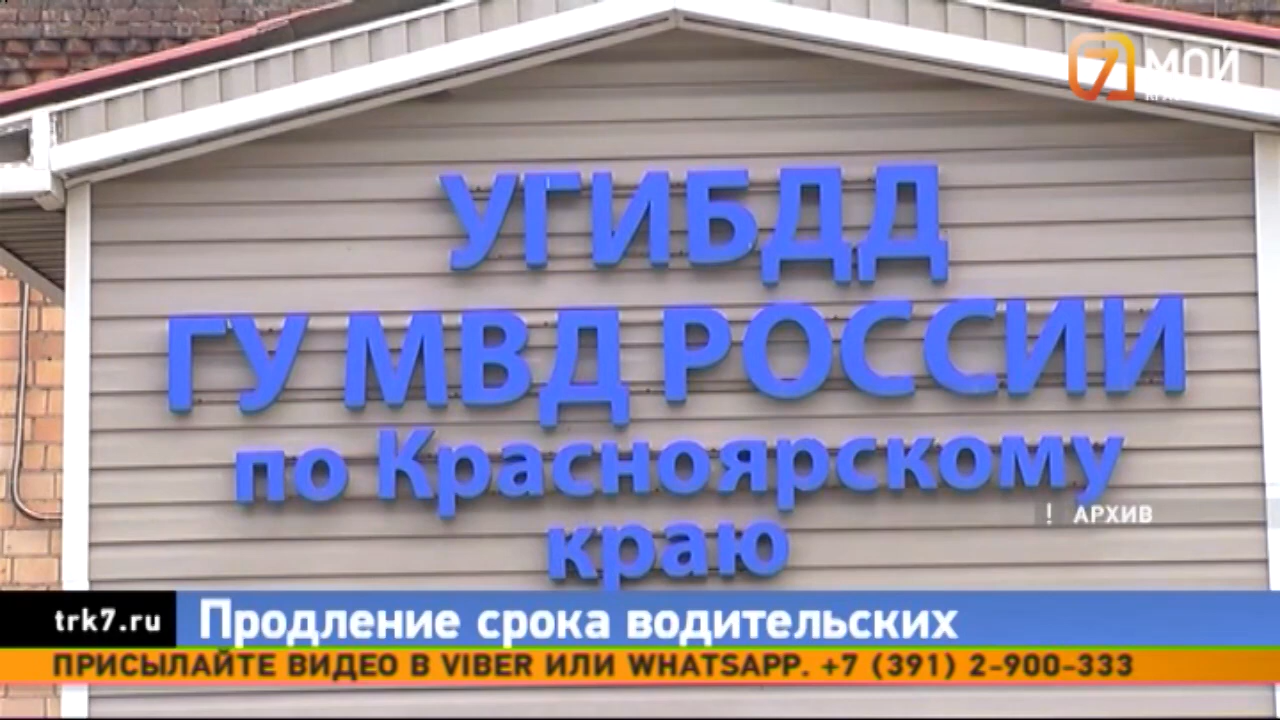 7 МОЙ
УГИБДД
ГУ МВД РОССИИ
по Красноярскому
краю
! АРХИВ
trk7.ru Продление срока водительских
ПРИСЫЛАЙТЕ ВИДЕО В VIBER ИЛИ WHATSAPP. +7 (391) 2-900-333